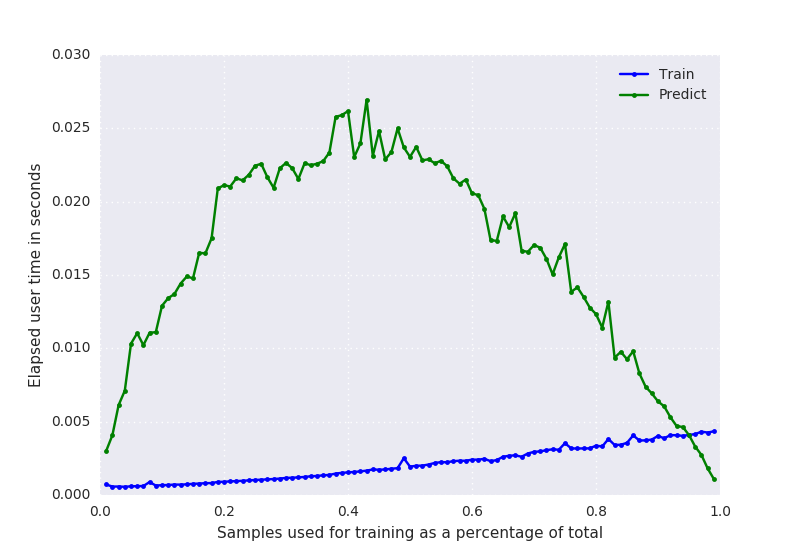 0.030
0.025
0.020
0.015
0.010
0.005
0.000
Elapsed user time in seconds
Train
Predict
0.0 0.2 0.4 0.6 0.8 1.0
Samples used for training as a percentage of total